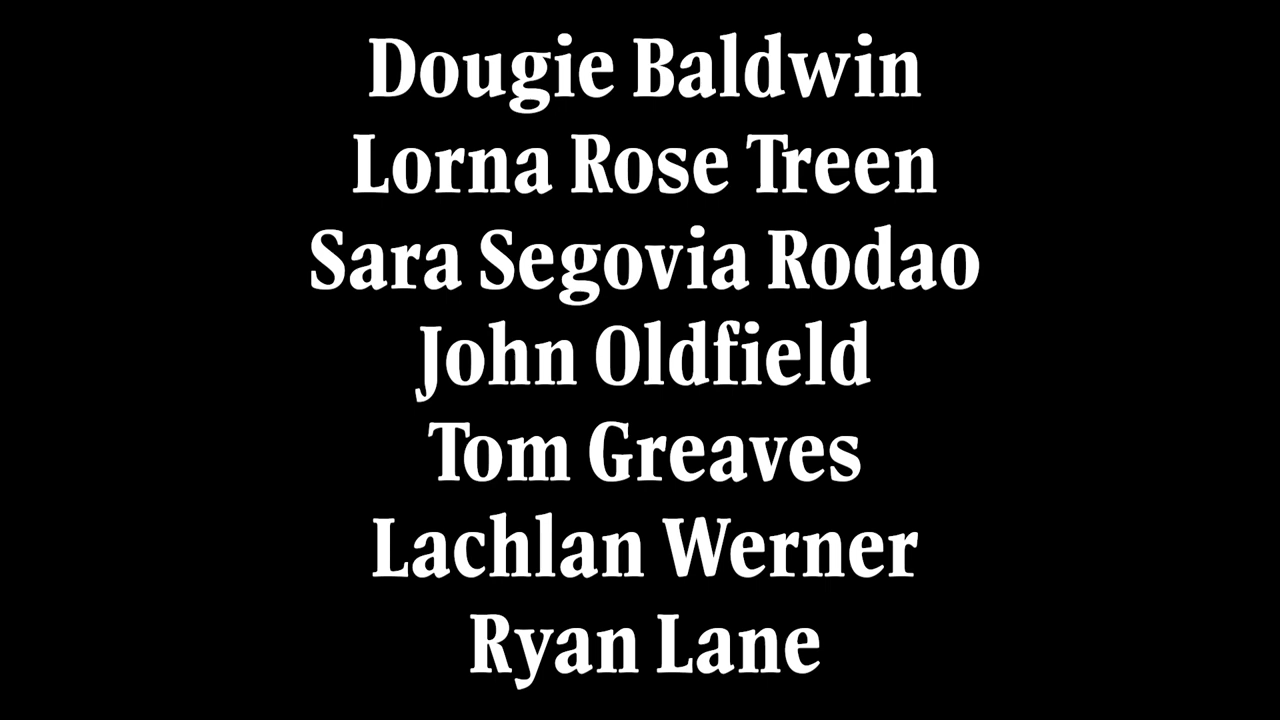 Dougie Baldwin
Lorna Rose Treen
Sara Segovia Rodao
John Oldfield
Tom Greaves
Lachlan Werner
Ryan Lane